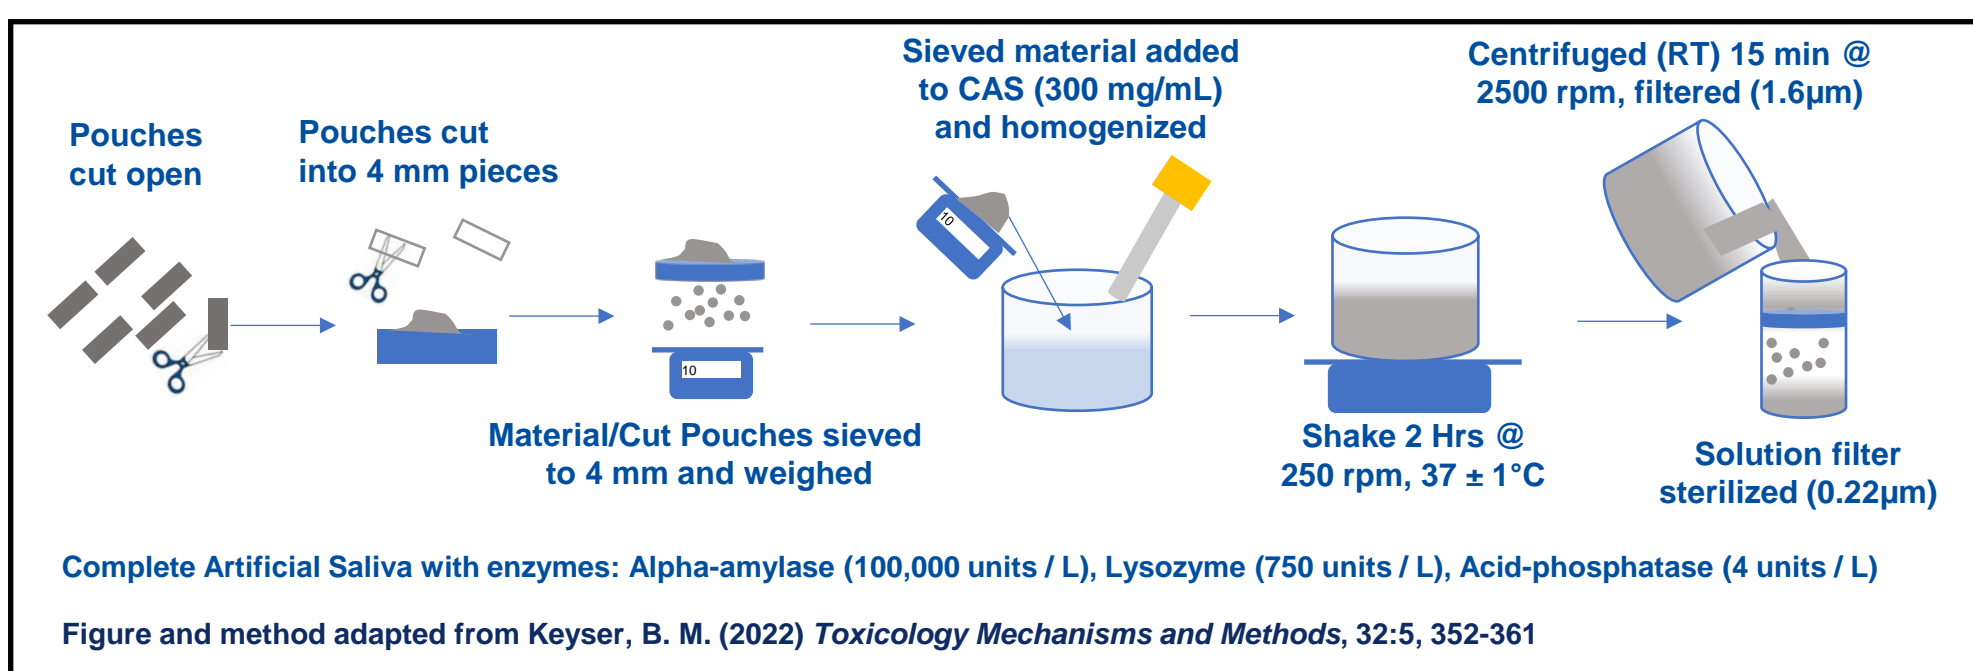 Pouches
cut open
Pouches cut
into 4 mm pieces
10
Material/Cut Pouches sieved
to 4 mm and weighed
Sieved material added
to CAS (300 mg/mL)
and homogenized
10
Shake 2 Hrs @
250 rpm, 37 ± 1°C
Centrifuged (RT) 15 min @
2500 rpm, filtered (1.6µm)
Solution filter
sterilized (0.22µm)
Complete Artificial Saliva with enzymes: Alpha-amylase (100,000 units / L), Lysozyme (750 units / L), Acid-phosphatase (4 units / L)
Figure and method adapted from Keyser, B. M. (2022) Toxicology Mechanisms and Methods, 32:5, 352-361